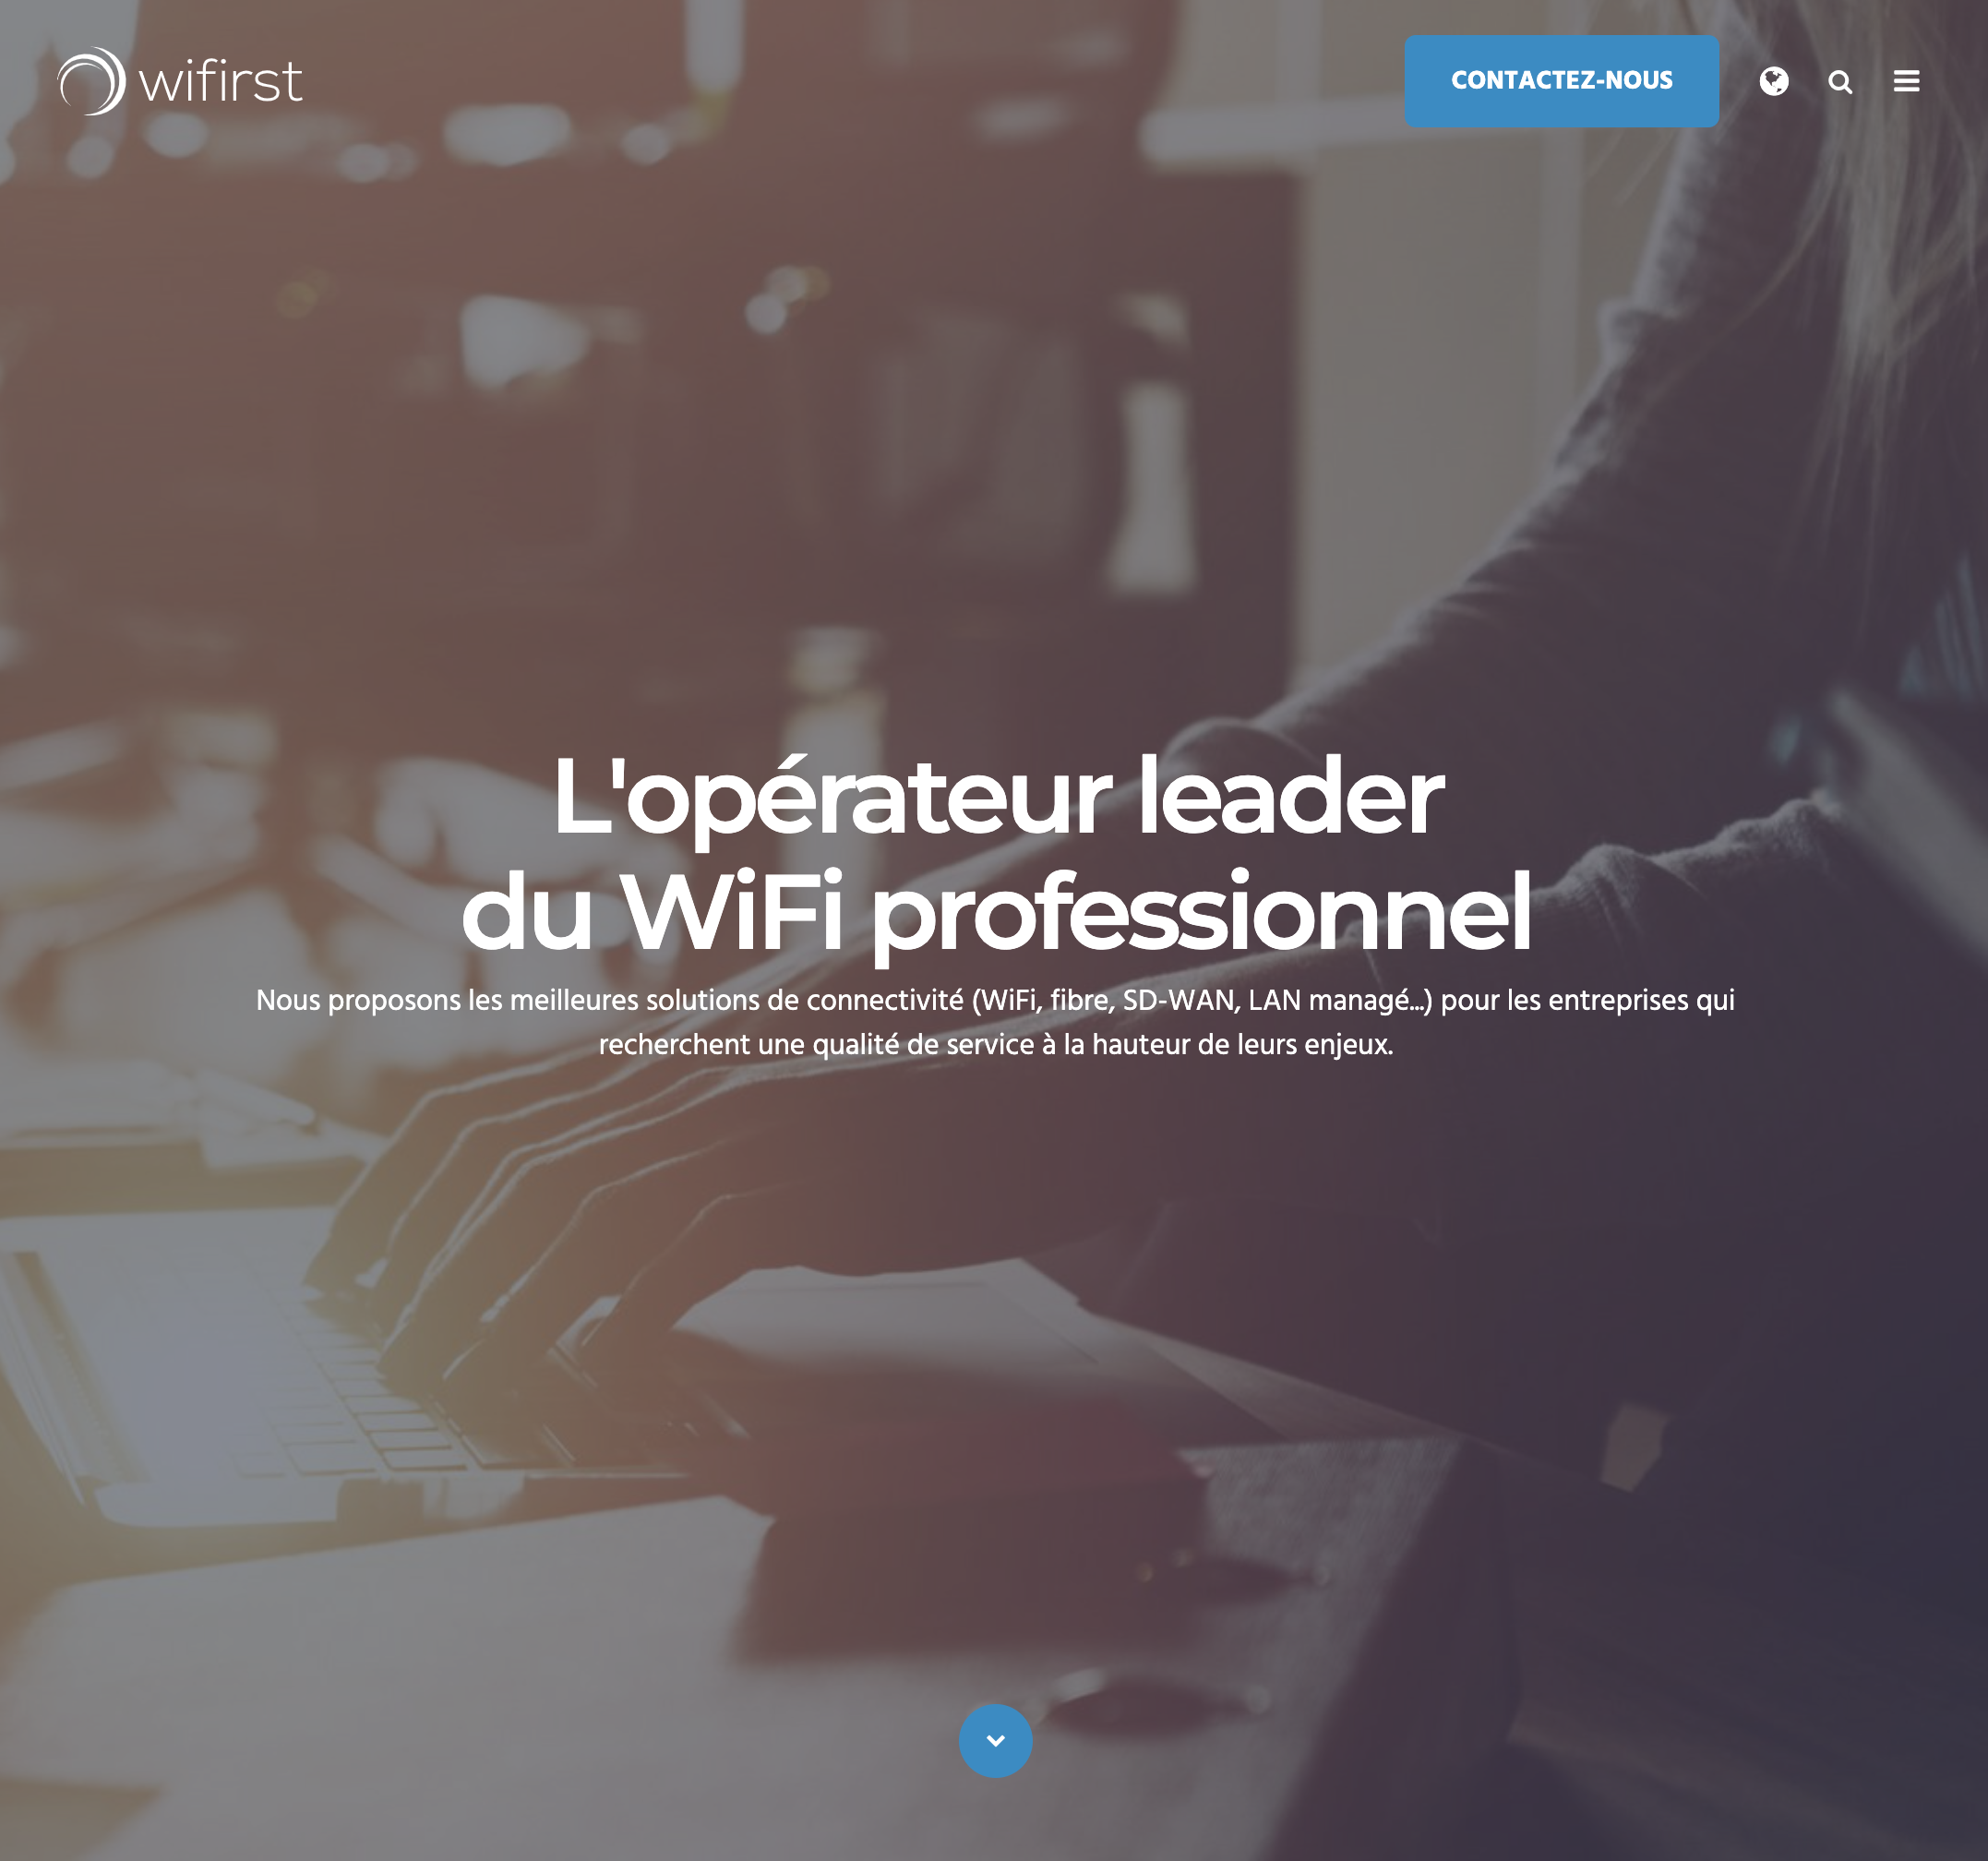 wifirst
CONTACTEZ-NOUS
L'opérateur leader
du WiFi professionnel
Nous proposons les meilleures solutions de connectivité (WiFi, fibre, SD-WAN, LAN managé...) pour les entreprises qui
recherchent une qualité de service à la hauteur de leurs enjeux.